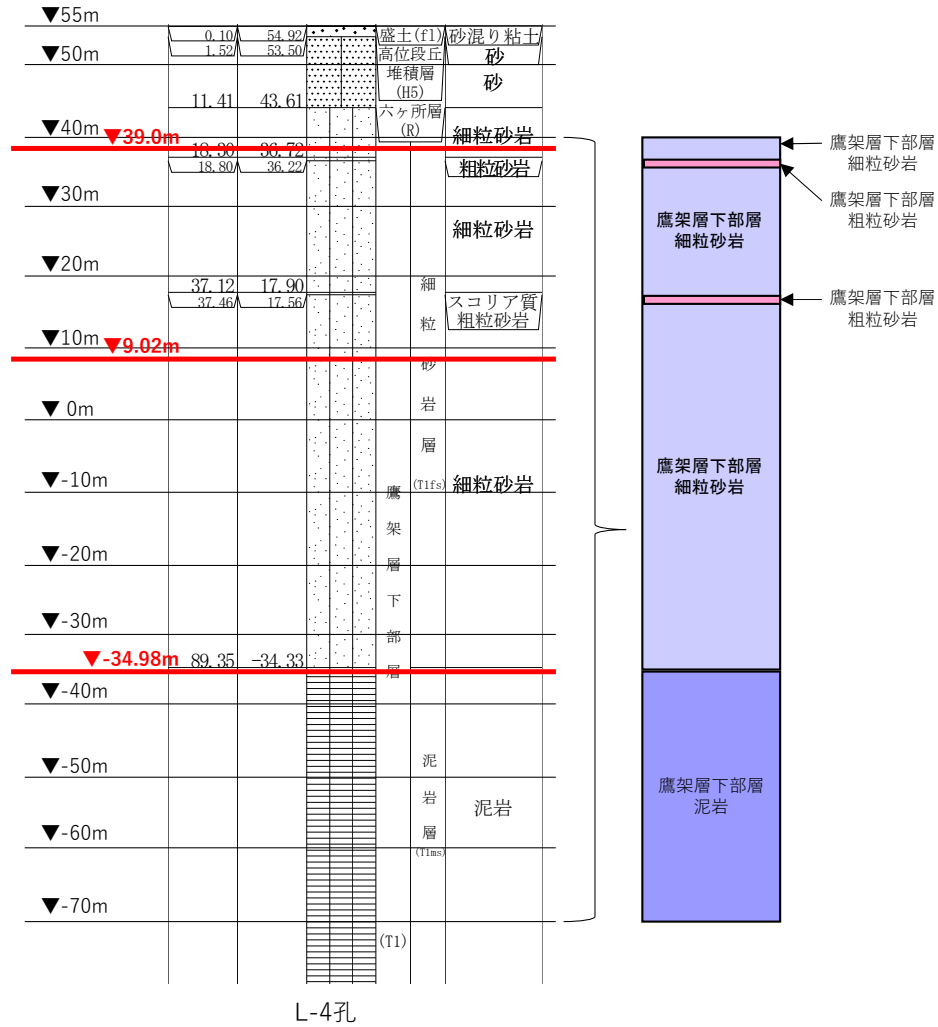 ▼55m
0.10 54.92 盛土(fl) 砂混り粘土
1.52 53.50 高位段丘 砂
▼50m
堆積層 砂
(H5)
11.41 43.61 六ヶ所層
(R)
▼40m
▼39.0m
細粒砂岩
18.30 36.72
18.80 36.22 粗粒砂岩
▼30m
細粒砂岩
▼20m
37.12 17.90
37.46 17.56 スコリア質
粗粒砂岩
▼10m
▼9.02m
細粒砂岩層
(T1fs)
▼ 0m
▼-10m
細粒砂岩
鷹架層下部層
▼-20m
▼-30m
▼-34.98m
89.35 -34.33
▼-40m
▼-50m
泥岩層
(T1ms)
泥岩
▼-60m
▼-70m
(T1)
L-4孔
鷹架層下部層
細粒砂岩
鷹架層下部層
粗粒砂岩
鷹架層下部層
細粒砂岩
鷹架層下部層
粗粒砂岩
鷹架層下部層
細粒砂岩
鷹架層下部層
泥岩